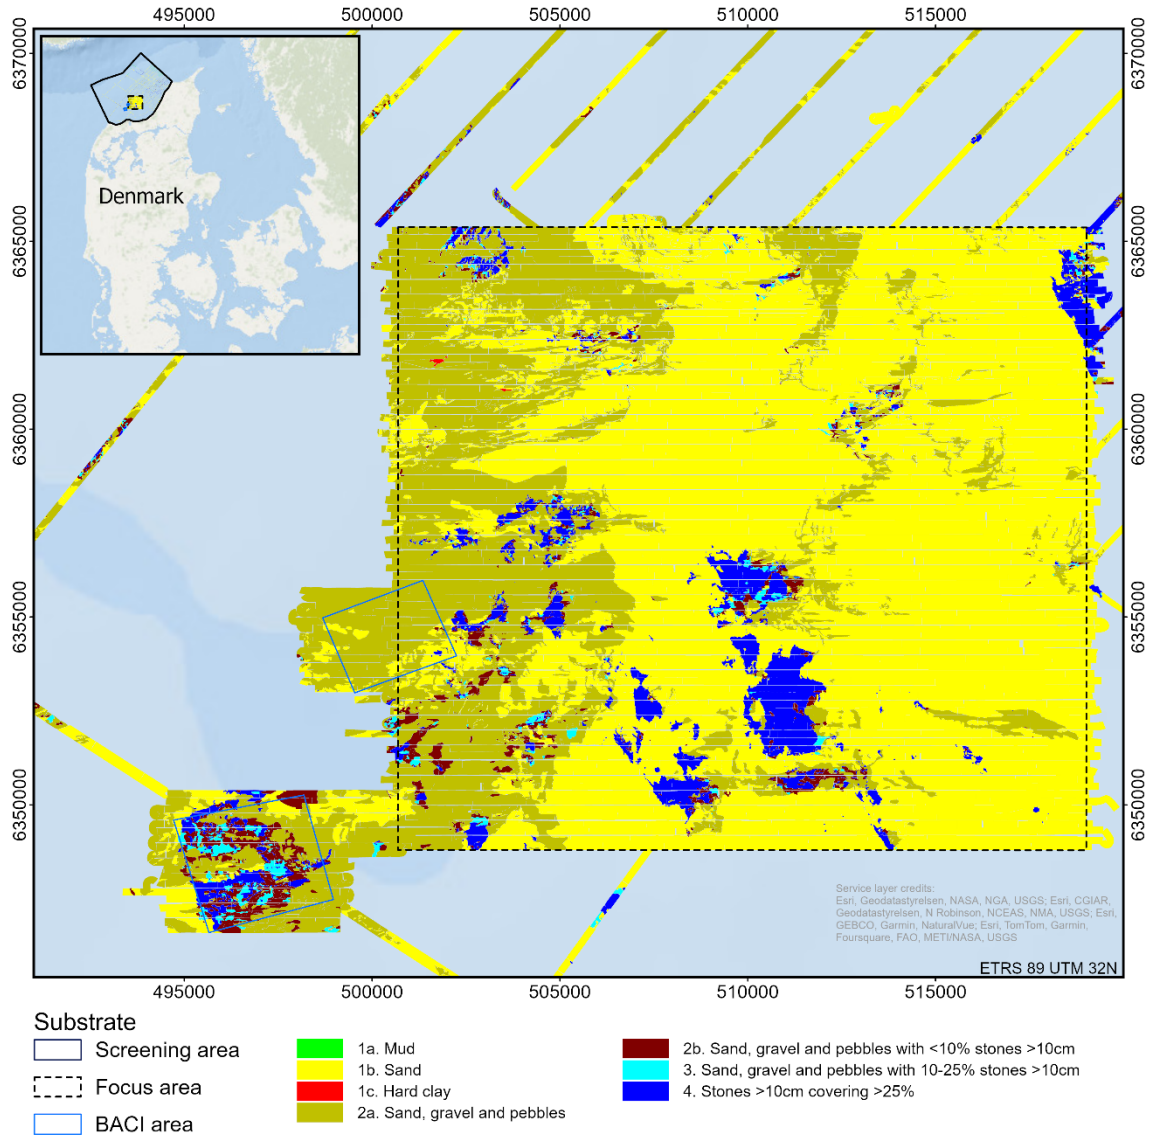 495000 500000 505000 510000 515000
6370000
6370000
Denmark
6365000
6365000
6360000
6360000
6355000
6355000
6350000
6350000
Service layer credits:
Esri, Geodatastyrelsen, NASA, NGA, USGS; Esri, CGIAR,
Geodatastyrelsen, N Robinson, NCEAS, NMA, USGS; Esri,
GEBCO, Garmin, NaturalVue; Esri, TomTom, Garmin,
Foursquare, FAO, METI/NASA, USGS
ETRS 89 UTM 32N
495000 500000 505000 510000 515000
Substrate
Screening area
Focus area
BACI area
1a. Mud
1b. Sand
1c. Hard clay
2a. Sand, gravel and pebbles
2b. Sand, gravel and pebbles with <10% stones >10cm
3. Sand, gravel and pebbles with 10-25% stones >10cm
4. Stones >10cm covering >25%